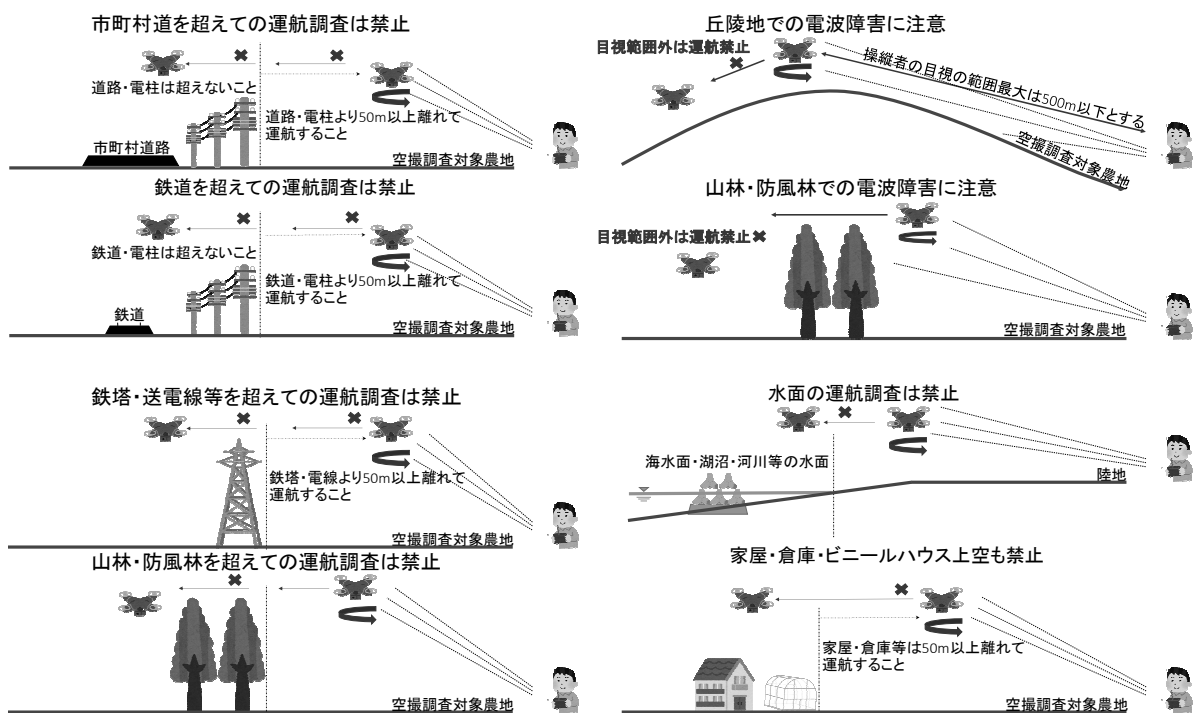 市町村道を超えての運航調査は禁止
道路・電柱は超えないこと
道路・電柱より50m以上離れて
運航すること
市町村道路
空撮調査対象農地
鉄道を超えての運航調査は禁止
鉄道・電柱は超えないこと
鉄道・電柱より50m以上離れて
運航すること
鉄道
空撮調査対象農地
鉄塔・送電線等を超えての運航調査は禁止
鉄塔・電線より50m以上離れて
運航すること
空撮調査対象農地
山林・防風林を超えての運航調査は禁止
空撮調査対象農地
丘陵地での電波障害に注意
目視範囲外は運航禁止
操縦者の目視の範囲最大は500m以下とする
空撮調査対象農地
山林・防風林での電波障害に注意
目視範囲外は運航禁止
空撮調査対象農地
水面の運航調査は禁止
海水面・湖沼・河川等の水面
陸地
家屋・倉庫・ビニールハウス上空も禁止
家屋・倉庫等は50m以上離れて
運航すること
空撮調査対象農地